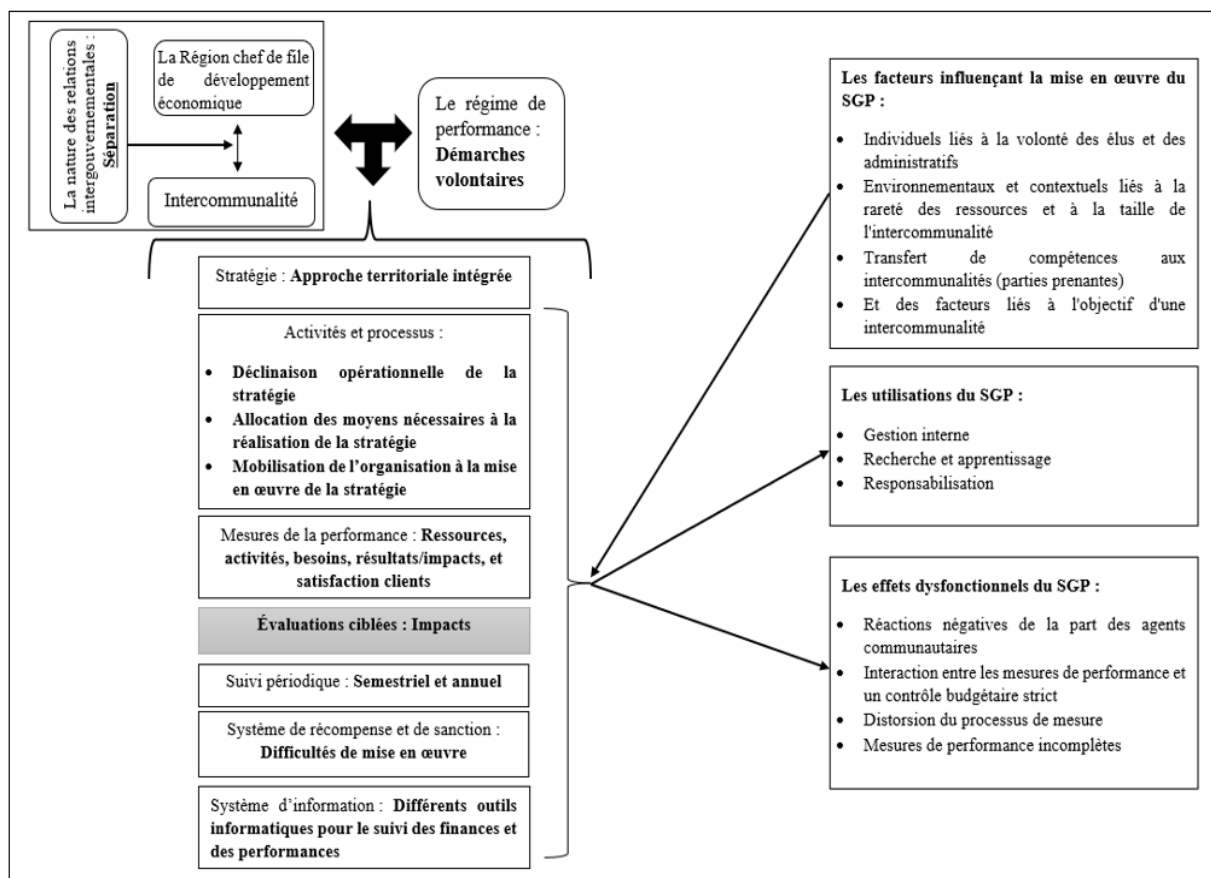 La nature des relations
intergouvernementales :
Séparation
La Région chef de file
de développement
économique
Intercommunalité
Le régime de
performance :
Démarches
volontaires
Stratégie : Approche territoriale intégrée
Activités et processus :
• Déclinaison opérationnelle de la
stratégie
• Allocation des moyens nécessaires à la
réalisation de la stratégie
• Mobilisation de l’organisation à la mise
en œuvre de la stratégie
Mesures de la performance : Ressources,
activités, besoins, résultats/impacts, et
satisfaction clients
Évaluations ciblées : Impacts
Suivi périodique : Semestriel et annuel
Système de récompense et de sanction :
Difficultés de mise en œuvre
Système d’information : Différents outils
informatiques pour le suivi des finances et
des performances
Les facteurs influençant la mise en œuvre du
SGP :
• Individuels liés à la volonté des élus et des
administratifs
• Environnementaux et contextuels liés à la
rareté des ressources et à la taille de
l'intercommunalité
• Transfert de compétences aux
intercommunalités (parties prenantes)
• Et des facteurs liés à l'objectif d'une
intercommunalité
Les utilisations du SGP :
• Gestion interne
• Recherche et apprentissage
• Responsabilisation
Les effets dysfonctionnels du SGP :
• Réactions négatives de la part des agents
communautaires
• Interaction entre les mesures de performance et
un contrôle budgétaire strict
• Distorsion du processus de mesure
• Mesures de performance incomplètes